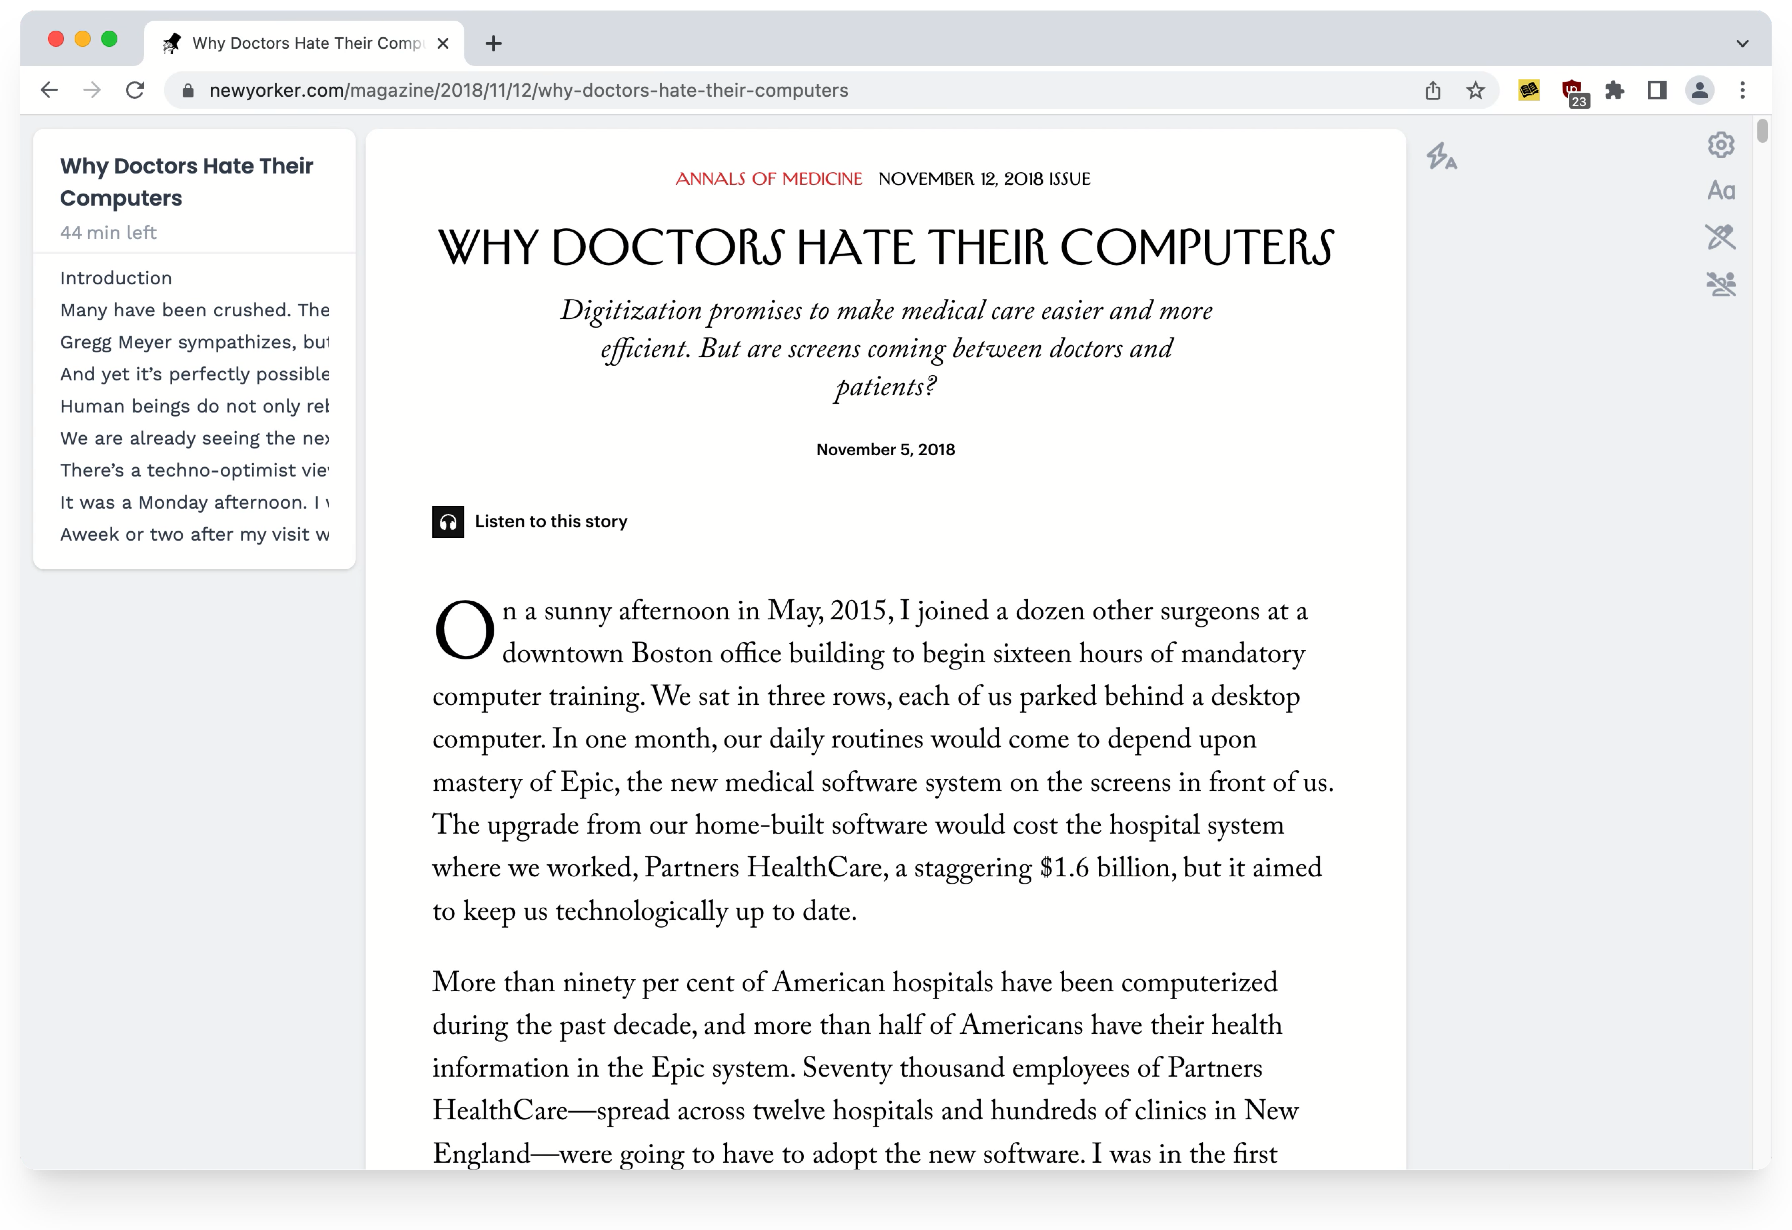 Why Doctors Hate Their Comp
newyorker.com/magazine/2018/11/12/why-doctors-hate-their-computers
23
Why Doctors Hate Their
Computers
44 min left
Introduction
Many have been crushed. The
Gregg Meyer sympathizes, but
And yet it’s perfectly possible
Human beings do not only reb
We are already seeing the nex
There’s a techno-optimist view
It was a Monday afternoon. I
Aweek or two after my visit w
ANNALS OF MEDICINE NOVEMBER 12, 2018 ISSUE
WHY DOCTORS HATE THEIR COMPUTERS
Digitization promises to make medical care easier and more
efficient. But are screens coming between doctors and
patients?
November 5, 2018
Listen to this story
On a sunny afternoon in May, 2015, I joined a dozen other surgeons at a
downtown Boston office building to begin sixteen hours of mandatory
computer training. We sat in three rows, each of us parked behind a desktop
computer. In one month, our daily routines would come to depend upon
mastery of Epic, the new medical software system on the screens in front of us.
The upgrade from our home-built software would cost the hospital system
where we worked, Partners HealthCare, a staggering $1.6 billion, but it aimed
to keep us technologically up to date.
More than ninety per cent of American hospitals have been computerized
during the past decade, and more than half of Americans have their health
information in the Epic system. Seventy thousand employees of Partners
HealthCare—spread across twelve hospitals and hundreds of clinics in New
England—were going to have to adopt the new software. I was in the first
A
Aa